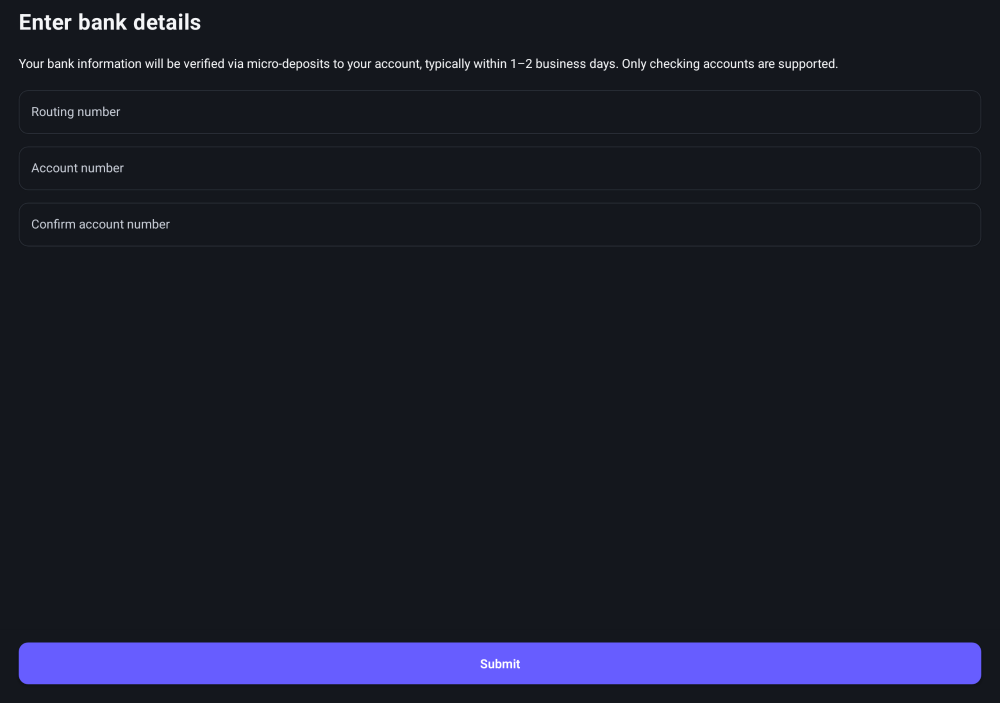 Enter bank details
Your bank information will be verified via micro-deposits to your account, typically within 1–2 business days. Only checking accounts are supported.
Routing number
Account number
Confirm account number
Submit